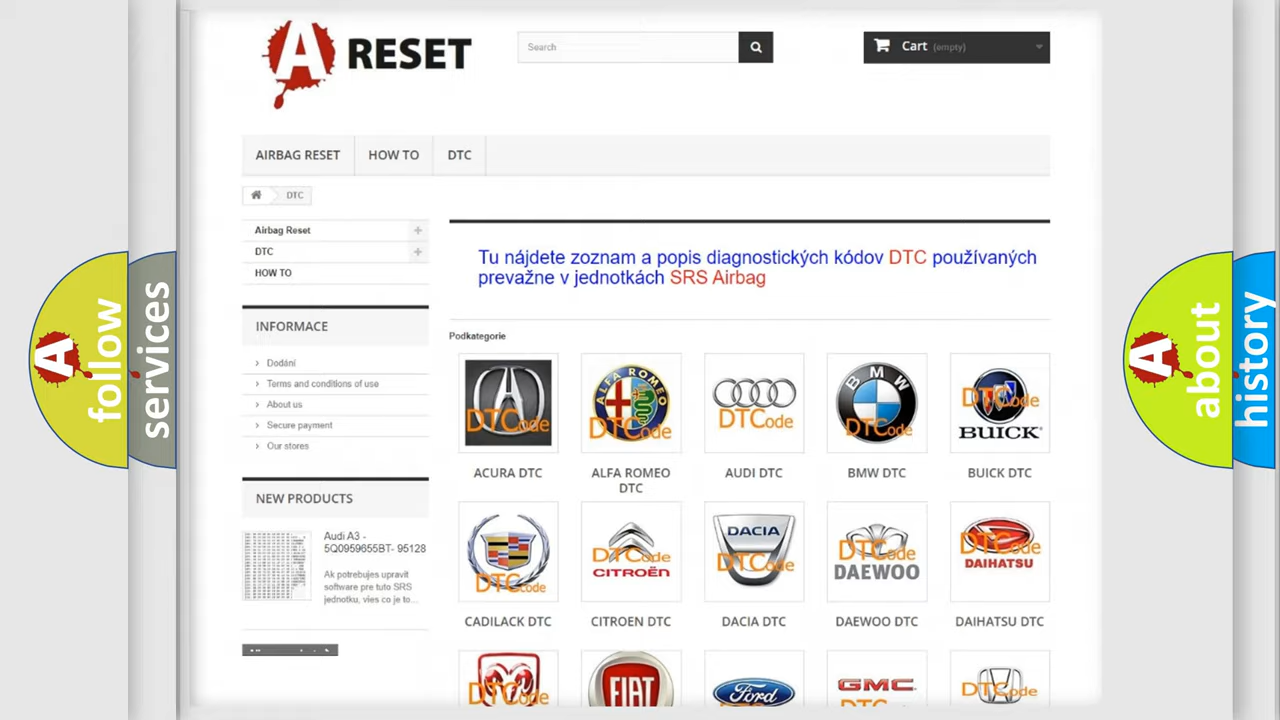 A RESET
Search
Cart (empty)
AIRBAG RESET
HOW TO
DTC
DTC
Airbag Reset
DTC
HOW TO
INFORMACE
Dodání
Terms and conditions of use
About us
Secure payment
Our stores
NEW PRODUCTS
Audi A3 -
5Q0959655BT- 95128
Ak potrebujes upravit
software pre tuto SRS
jednotku, vies co je to...
Tu nájdete zoznam a popis diagnostických kódov DTC používaných
prevažne v jednotkách SRS Airbag
Podkategorie
DTCode
ALFA ROMEO
DTCode
DTCode
BMW
DTCode
DTCode
BUICK
ACURA DTC
ALFA ROMEO
DTC
AUDI DTC
BMW DTC
BUICK DTC
DTCode
DTCode
CITROËN
DACIA
DTCode
DTCode
DAEWOO
DTCode
DAIHATSU
CADILACK DTC
CITROEN DTC
DACIA DTC
DAEWOO DTC
DAIHATSU DTC
DTCode
FIAT
Ford
GMC
DTCode
A follow
services
A about
history